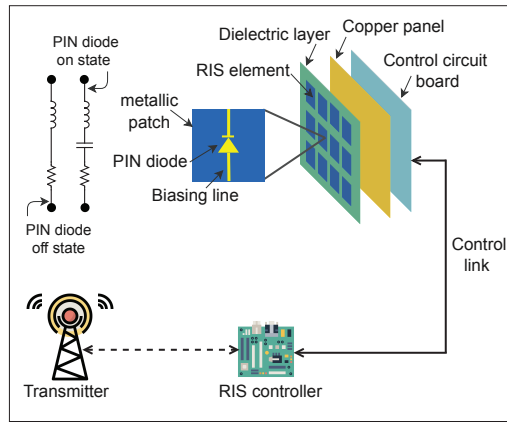 PIN diode
on state
PIN diode
off state
metallic
patch
PIN diode
Biasing line
Dielectric layer
RIS element
Copper panel
Control circuit
board
Control
link
Transmitter
RIS controller